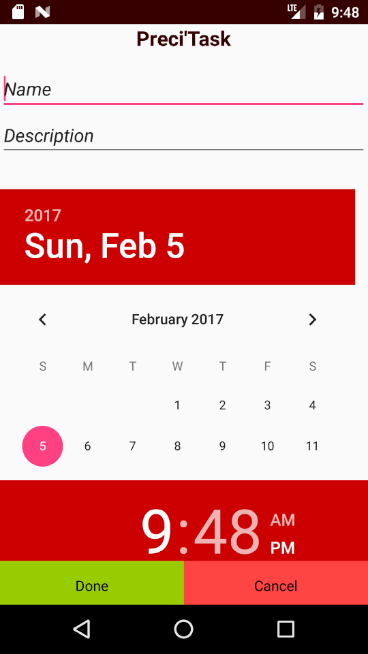 LTE 9:48
Preci'Task
Name
Description
2017
Sun, Feb 5
February 2017
S M T W T F S
1 2 3 4
5 6 7 8 9 10 11
9:48 AM
PM
Done Cancel